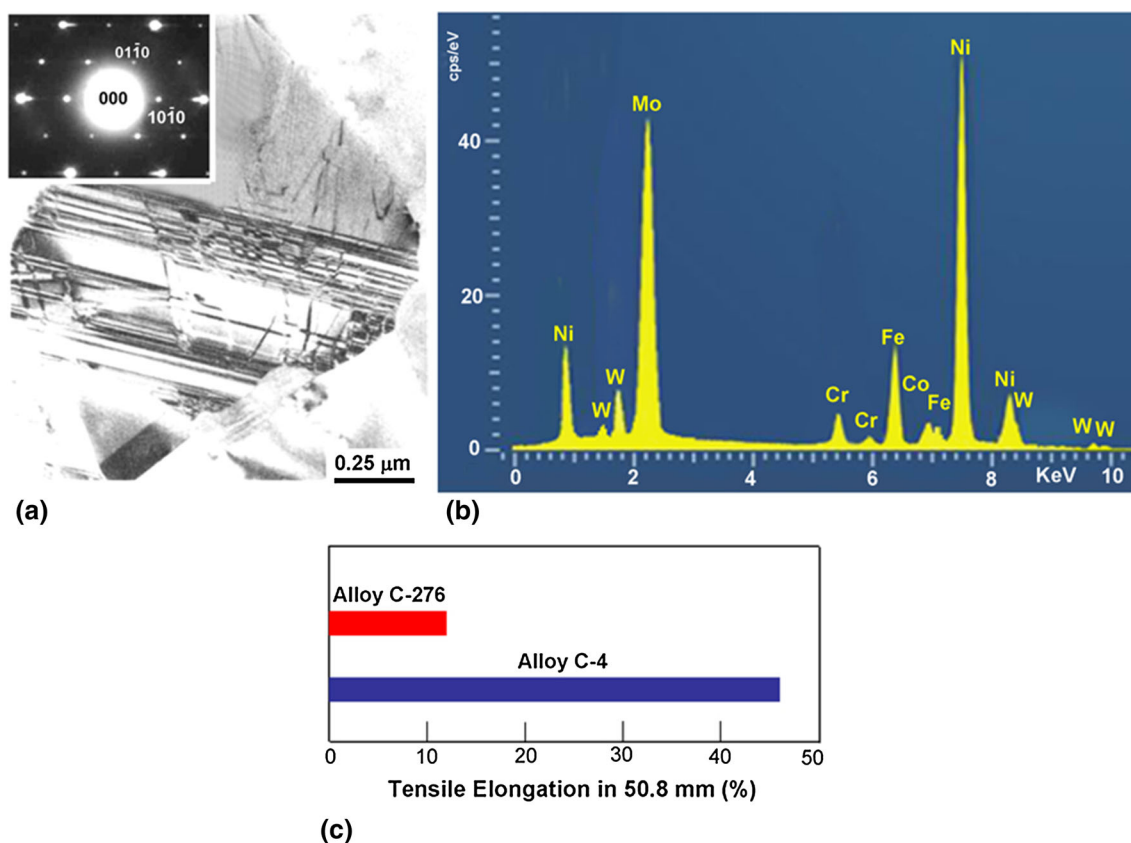 011̄0
000
101̄0
0.25 μm
(a)
cps/eV
40
20
0
Ni
W
W
Mo
Cr
Cr
Fe
Co
Fe
Ni
Ni
W
W W
0 2 4 6 8 KeV 10
(b)
Alloy C-276
Alloy C-4
0 10 20 30 40 50
Tensile Elongation in 50.8 mm (%)
(c)